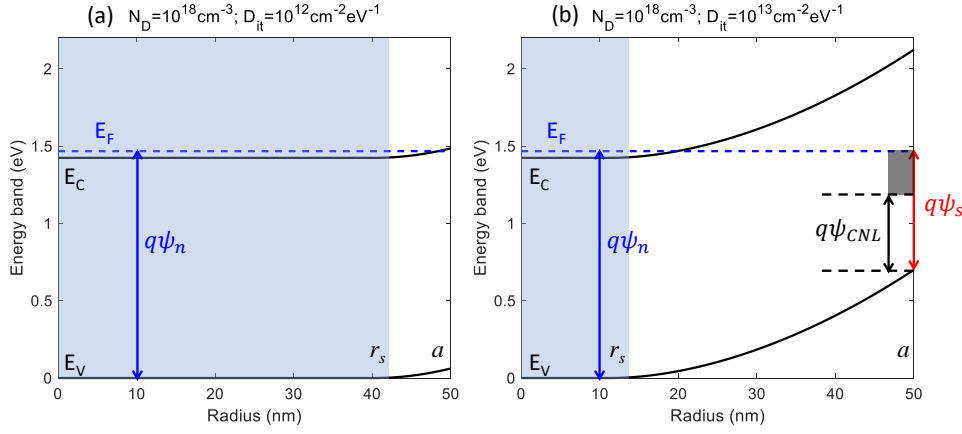 (a)
N_D=10^18cm^-3; D_it=10^12cm^-2eV^-1
Energy band (eV)
2
1.5
1
0.5
0
E_F
E_C
qψ_n
E_V
r_s
a
0
10
20
30
40
50
Radius (nm)
(b)
N_D=10^18cm^-3; D_it=10^13cm^-2eV^-1
Energy band (eV)
2
1.5
1
0.5
0
E_F
E_C
qψ_n
qψ_CNL
qψ_s
E_V
r_s
a
0
10
20
30
40
50
Radius (nm)